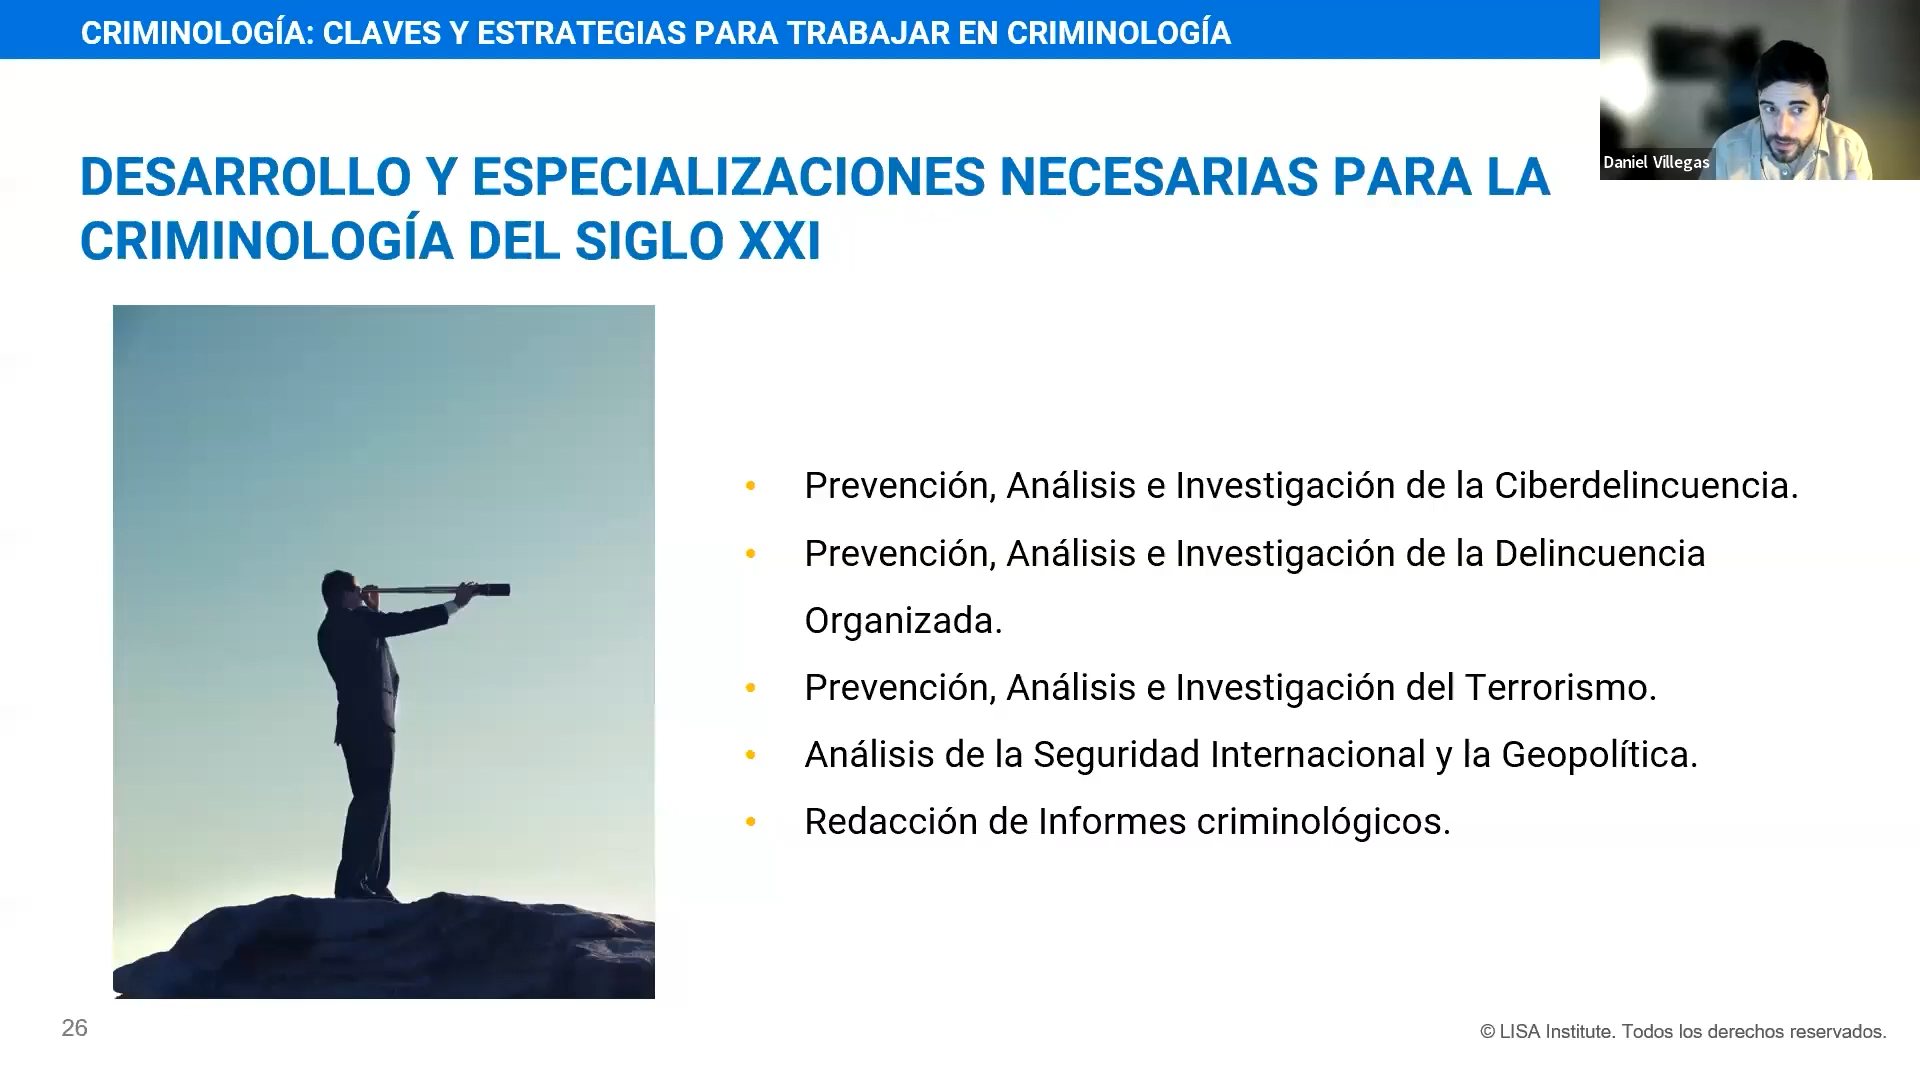 CRIMINOLOGÍA: CLAVES Y ESTRATEGIAS PARA TRABAJAR EN CRIMINOLOGÍA
Daniel Villegas
DESARROLLO Y ESPECIALIZACIONES NECESARIAS PARA LA
CRIMINOLOGÍA DEL SIGLO XXI
• Prevención, Análisis e Investigación de la Ciberdelincuencia.
• Prevención, Análisis e Investigación de la Delincuencia
Organizada.
• Prevención, Análisis e Investigación del Terrorismo.
• Análisis de la Seguridad Internacional y la Geopolítica.
• Redacción de Informes criminológicos.
26
© LISA Institute. Todos los derechos reservados.